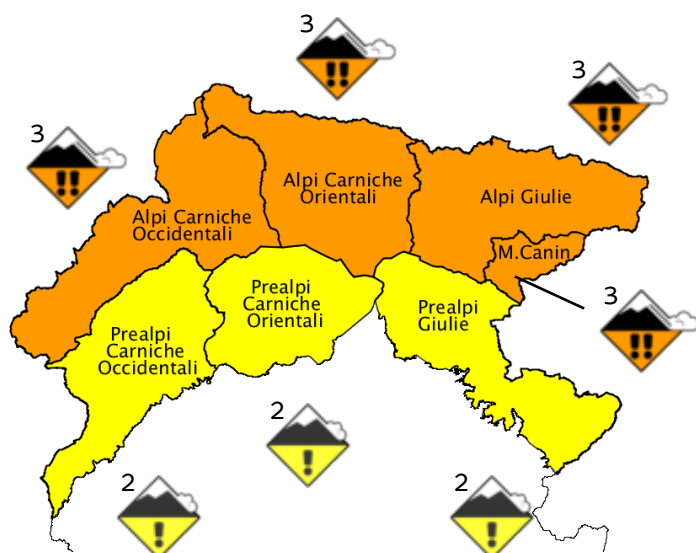 3
3
3
Alpi Carniche
Orientali
Alpi Giulie
Alpi Carniche
Occidentali
M.Canin
Prealpi
Carniche
Orientali
3
Prealpi
Giulie
Prealpi
Carniche
Occidentali
2
2
2